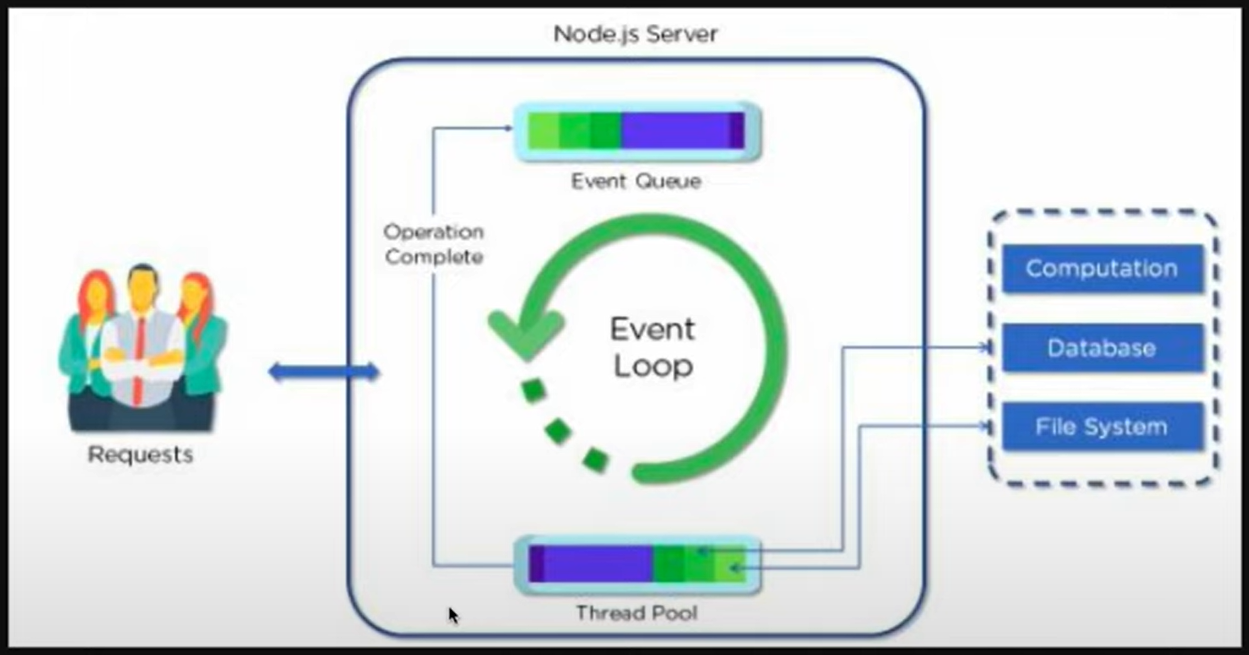 Node.js Server
Event Queue
Operation
Complete
Event
Loop
Requests
Computation
Database
File System
Thread Pool